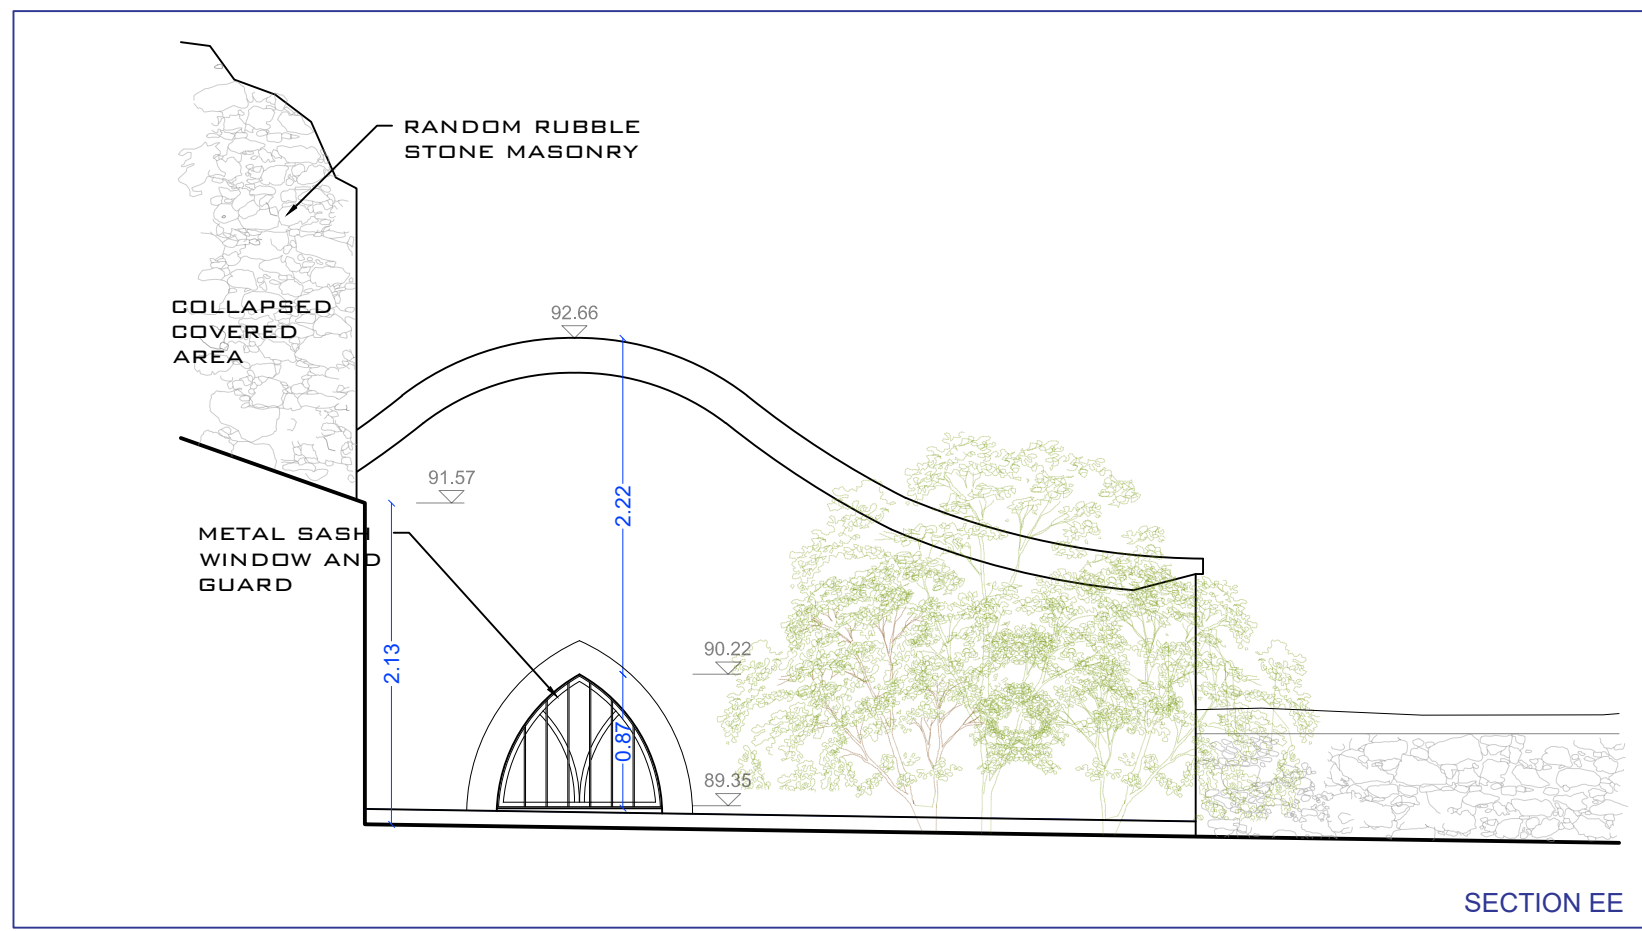 RANDOM RUBBLE
STONE MASONRY
COLLAPSED
COVERED
AREA
92.66
91.57
2.22
METAL SASH
WINDOW AND
GUARD
2.13
90.22
0.87
89.35
SECTION EE